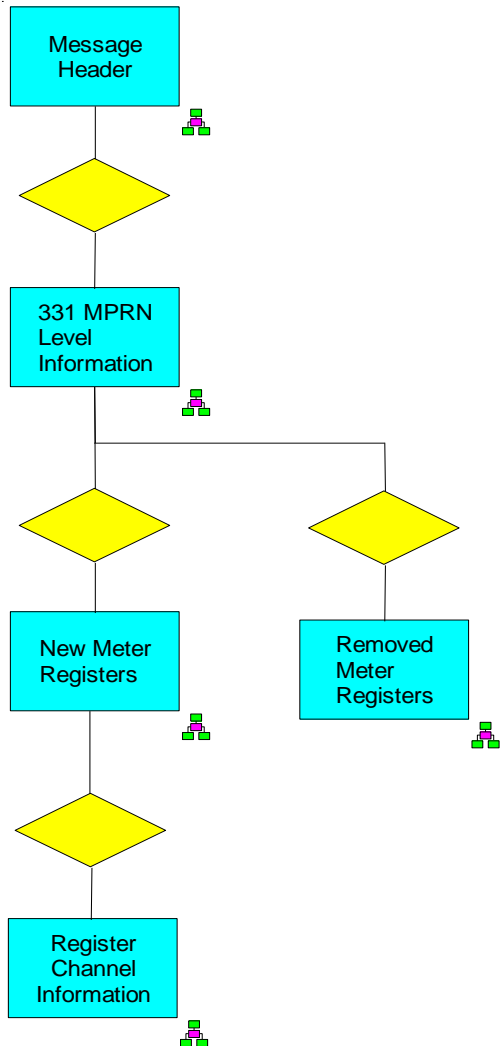 Message
Header
331 MPRN
Level
Information
New Meter
Registers
Removed
Meter
Registers
Register
Channel
Information